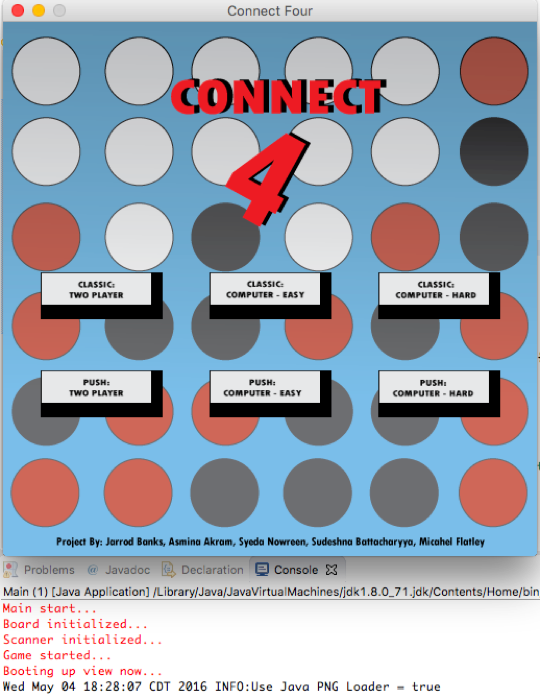 Connect Four
CONNECT
4
CLASSIC:
TWO PLAYER
CLASSIC:
COMPUTER - EASY
CLASSIC:
COMPUTER - HARD
PUSH:
TWO PLAYER
PUSH:
COMPUTER - EASY
PUSH:
COMPUTER - HARD
Project By: Jarrod Banks, Asmina Akram, Syeda Nowreen, Sudeshna Battacharyya, Micahel Flatley
Problems @ Javadoc Declaration Console
Main (1) [Java Application] /Library/Java/JavaVirtualMachines/jdk1.8.0_71.jdk/Contents/Home/bin
Main start...
Board initialized...
Scanner initialized...
Game started...
Booting up view now...
Wed May 04 18:28:07 CDT 2016 INFO:Use Java PNG Loader = true